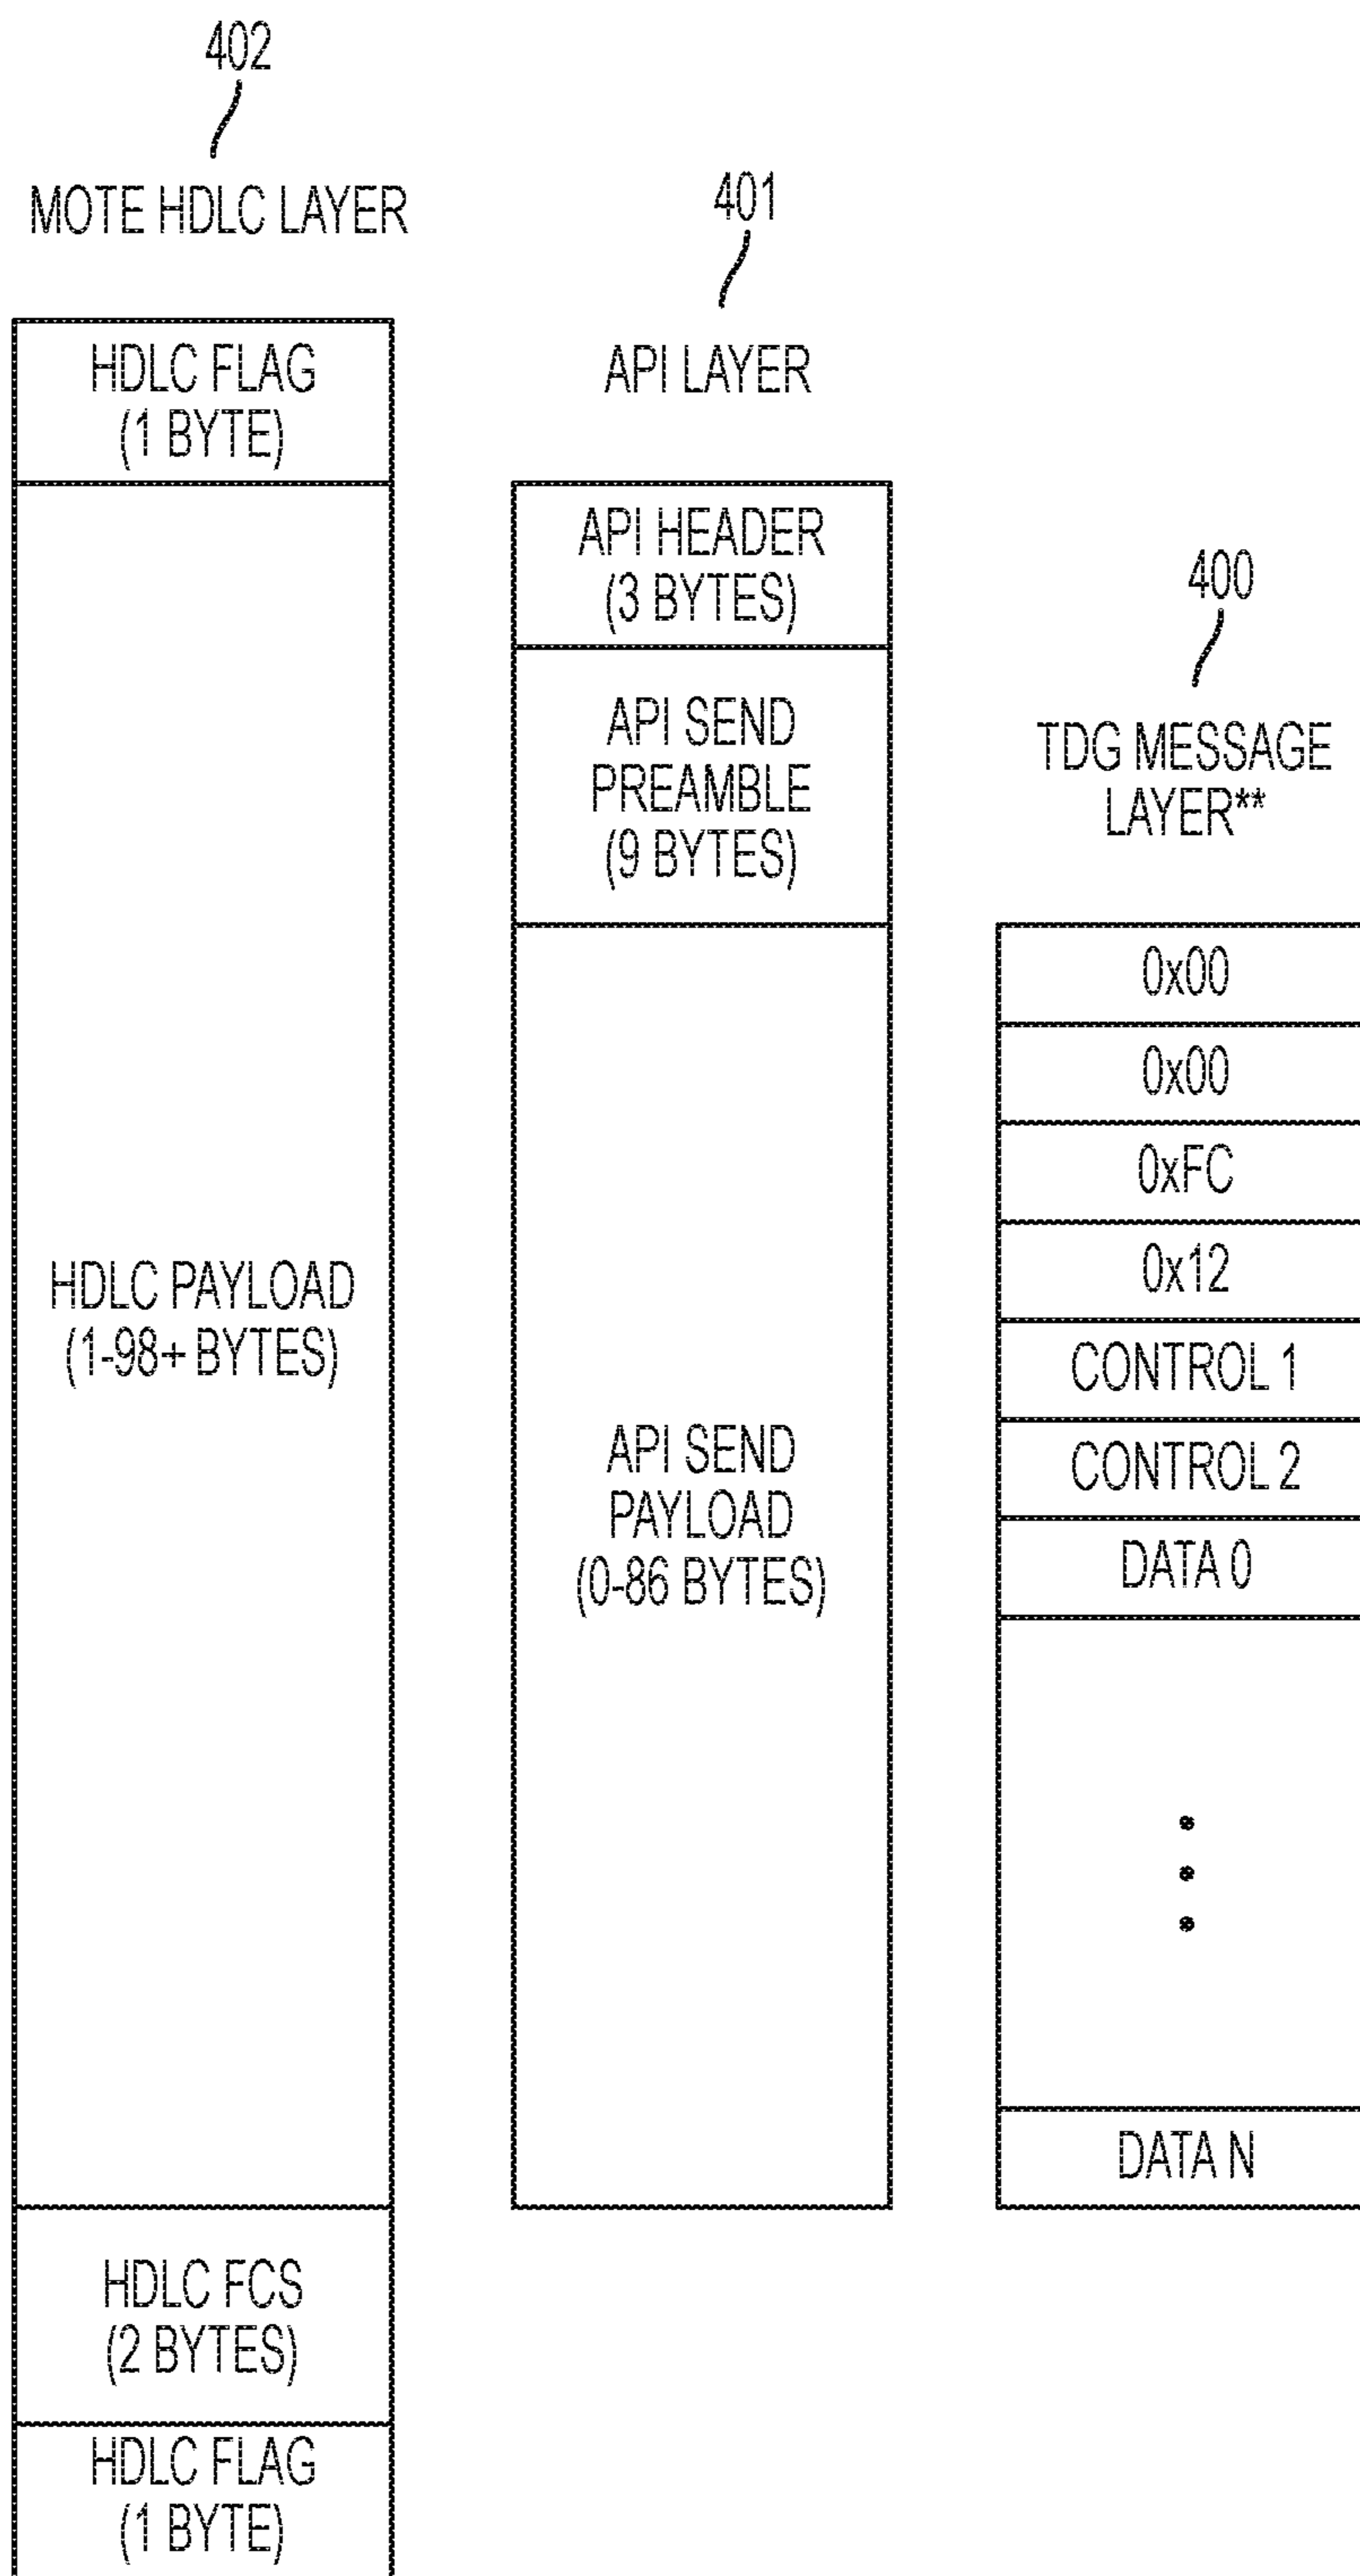 402
MOTE HDLC LAYER
HDLC FLAG
(1 BYTE)
HDLC PAYLOAD
(1-98+ BYTES)
HDLC FCS
(2 BYTES)
HDLC FLAG
(1 BYTE)
401
API LAYER
API HEADER
(3 BYTES)
API SEND
PREAMBLE
(9 BYTES)
API SEND
PAYLOAD
(0-86 BYTES)
400
TDG MESSAGE
LAYER**
0x00
0x00
0xFC
0x12
CONTROL 1
CONTROL 2
DATA 0
DATA N